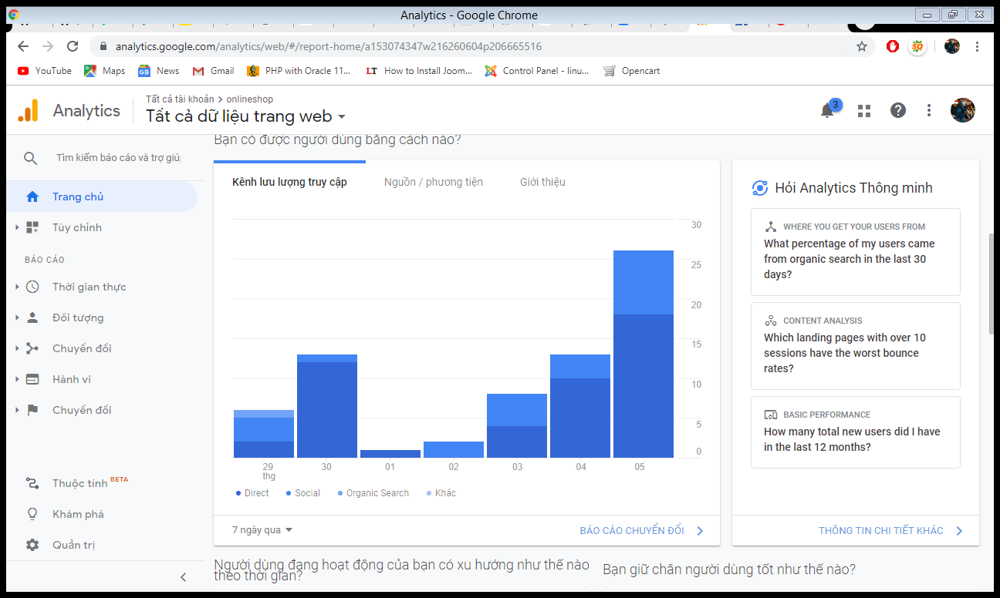 Analytics - Google Chrome
analytics.google.com/analytics/web/#/report-home/a153074347w216260604p206665516
YouTube
Maps
News
Gmail
PHP with Oracle 11...
How to Install Joom...
Control Panel - linu...
Opencart
Analytics
Tất cả tài khoản > onlineshop
Tất cả dữ liệu trang web
3
Tìm kiếm báo cáo và trợ giú
Trang chủ
Tùy chỉnh
BÁO CÁO
Thời gian thực
Đối tượng
Chuyển đổi
Hành vi
Chuyển đổi
Thuộc tính BETA
Khám phá
Quản trị
Bạn có được người dùng bằng cách nào?
Kênh lưu lượng truy cập
Nguồn / phương tiện
Giới thiệu
30
25
20
15
10
5
0
29 30 01 02 03 04 05
thg
Direct Social Organic Search Khác
7 ngày qua
BÁO CÁO CHUYỂN ĐỔI
Hỏi Analytics Thông minh
WHERE YOU GET YOUR USERS FROM
What percentage of my users came
from organic search in the last 30
days?
CONTENT ANALYSIS
Which landing pages with over 10
sessions have the worst bounce
rates?
BASIC PERFORMANCE
How many total new users did I have
in the last 12 months?
THÔNG TIN CHI TIẾT KHÁC
Người dùng đang hoạt động của bạn có xu hướng như thế nào
theo thời gian?
Bạn giữ chân người dùng tốt như thế nào?